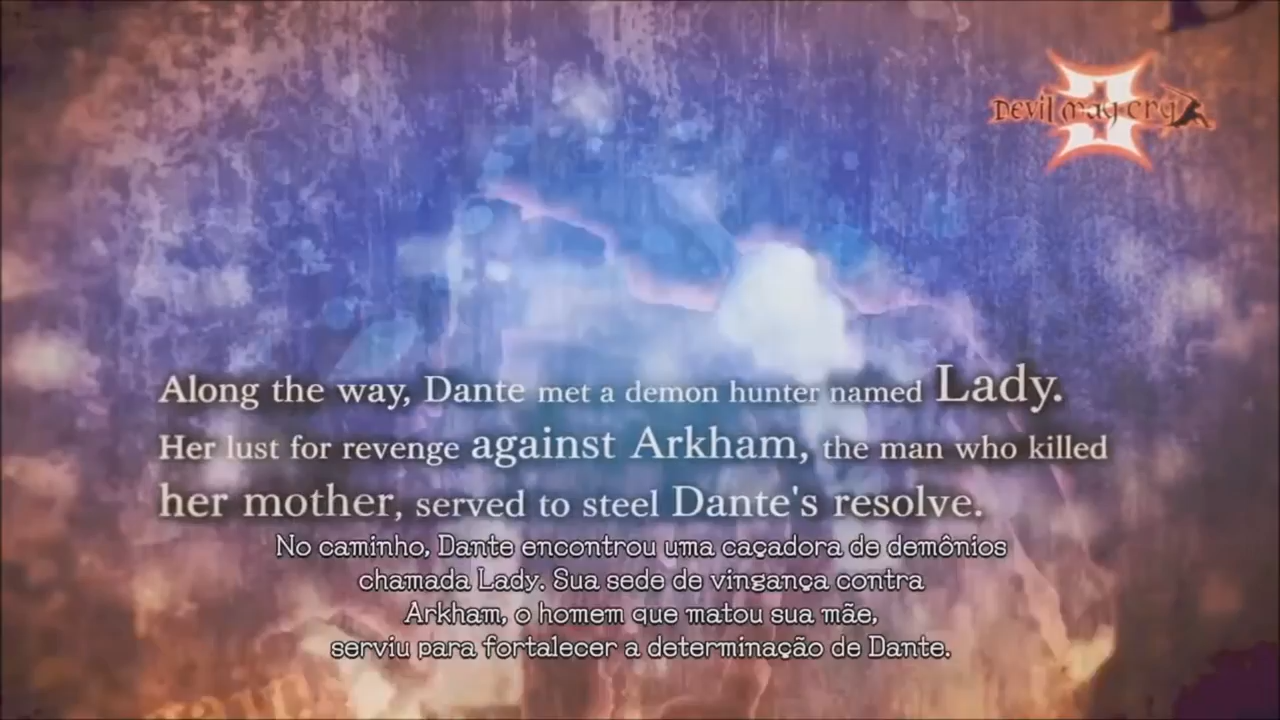 Devil may cry
3
Along the way, Dante met a demon hunter named Lady.
Her lust for revenge against Arkham, the man who killed
her mother, served to steel Dante's resolve.
No caminho, Dante encontrou uma caçadora de demônios
chamada Lady. Sua sede de vingança contra
Arkham, o homem que matou sua mãe,
serviu para fortalecer a determinação de Dante.